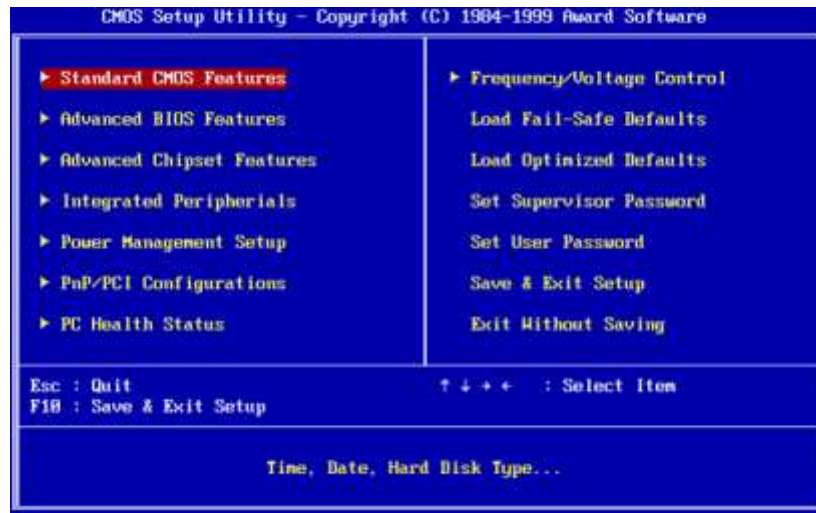 CMOS Setup Utility - Copyright (C) 1984-1999 Award Software
▶ Standard CMOS Features
▶ Advanced BIOS Features
▶ Advanced Chipset Features
▶ Integrated Peripherials
▶ Power Management Setup
▶ PnP/PCI Configurations
▶ PC Health Status
▶ Frequency/Voltage Control
Load Fail-Safe Defaults
Load Optimized Defaults
Set Supervisor Password
Set User Password
Save & Exit Setup
Exit Without Saving
Esc : Quit
F10 : Save & Exit Setup
↑ ↓ → ← : Select Item
Time, Date, Hard Disk Type...